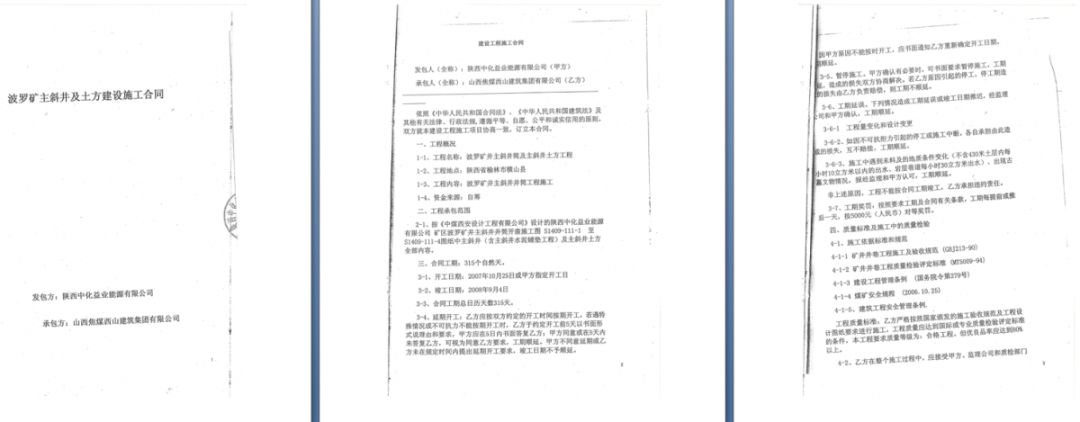 波罗矿主斜井及土方建设施工合同
发包方：陕西中化益业能源有限公司
承包方：山西焦煤西山建筑集团有限公司
建设工程施工合同
发包人（全称）：陕西中化益业能源有限公司（甲方）
承包人（全称）：山西焦煤西山建筑集团有限公司（乙方）
依照《中华人民共和国合同法》、《中华人民共和国建筑法》及
其他有关法律、行政法规，遵循平等、自愿、公平和诚实信用的原则，
双方就本建设工程施工项目协商一致，订立本合同。
一、工程概况
1-1、工程名称：波罗矿井主斜井井筒及主斜井土方工程
1-2、工程地点：陕西省榆林市横山县
1-3、工程内容：波罗矿井主斜井井筒工程施工
1-4、资金来源：自筹
二、工程承包范围
2-1、按《中煤西安设计工程有限公司》设计的陕西中化益业能源
有限公司 矿区波罗矿井主斜井井筒开凿施工图 S1409-111-1 至
S1409-111-4图纸中主斜井（含主斜井水泥铺垫工程）及主斜井土方
全部内容。
三、合同工期：315个自然天。
3-1、开工日期：2007年10月25日或甲方指定开工日
3-2、竣工日期：2008年9月4日
3-3、合同工期总日历天数315天。
3-4、延期开工：乙方应按双方约定的开工时间按期开工，若遇特
殊情况或不可抗力不能按期开工时，乙方于约定开工前5天以书面形
式说理由和要求，甲方应在5日内书面答复乙方；甲方同意或在5天内
未答复乙方，可视为同意乙方要求，工期顺延。甲方不同意延期或乙
方未在规定时间内提出延期开工要求，竣工日期不予顺延。
1
因甲方原因不能按时开工，应书面通知乙方重新确定开工日期，
期顺延。
3-5、暂停施工。甲方确认有必要时，可书面要求暂停施工，工期
延，造成的损失双方协商解决。若乙方原因引起的停工，停工期造
的损失由乙方负责赔偿，则工期不顺延。
3-6、工期延误。下列情况造成工期延误或竣工日期推迟，经监理
公司和甲方确认，工期顺延。
3-6-1 工程量变化和设计变更
3-6-2、如因不可抗拒力引起的停工或施工中断，各自承担由此造
成的损失，互不赔偿，工期顺延。
3-6-3、施工中遇到未料及的地质条件变化（不含430米土层内每
小时10立方米以内的出水、岩层巷道每小时30立方米出水）、出现古
墓文物情况，报经监理和甲方认可，工期顺延。
非上述原因，工程不能按合同工期竣工，乙方承担违约责任。
3-7、工期奖罚，按照要求工期及合同有关条款，工期每提前或推
后一天，按5000元（人民币）对等奖罚。
四、质量标准及施工中的质量检验
4-1、施工依据标准和规范
4-1-1 矿井井巷工程施工及验收规范（GBJ213-90）
4-1-2 矿井井巷工程质量检验评定标准（MT5009-94）
4-1-3 建设工程管理条例 （国务院令第279号）
4-1-4 煤矿安全规程 （2006.10.25）
4-1-5、建筑工程安全管理条例.
工程质量标准：乙方严格按照国家颁发的施工验收规范及工程设
计图纸要求进行施工，工程质量应达到国标或专业质量检验评定标准
的条件，本工程要求质量等级为：合格工程，但优良品率应达到80%
以上。
4-2、乙方在整个施工过程中，应接受甲方、监理公司和质检部门